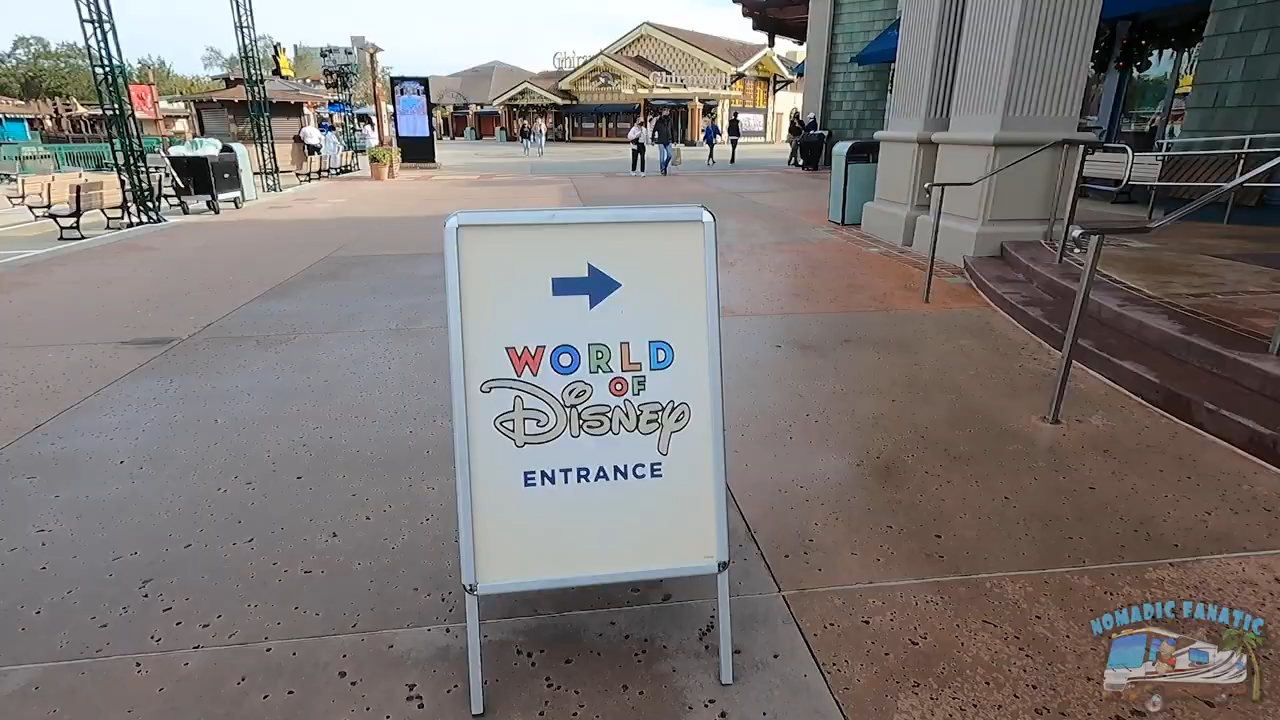 Ghirardelli
WORLD
OF
Disney
ENTRANCE
NOMADIC FANATIC